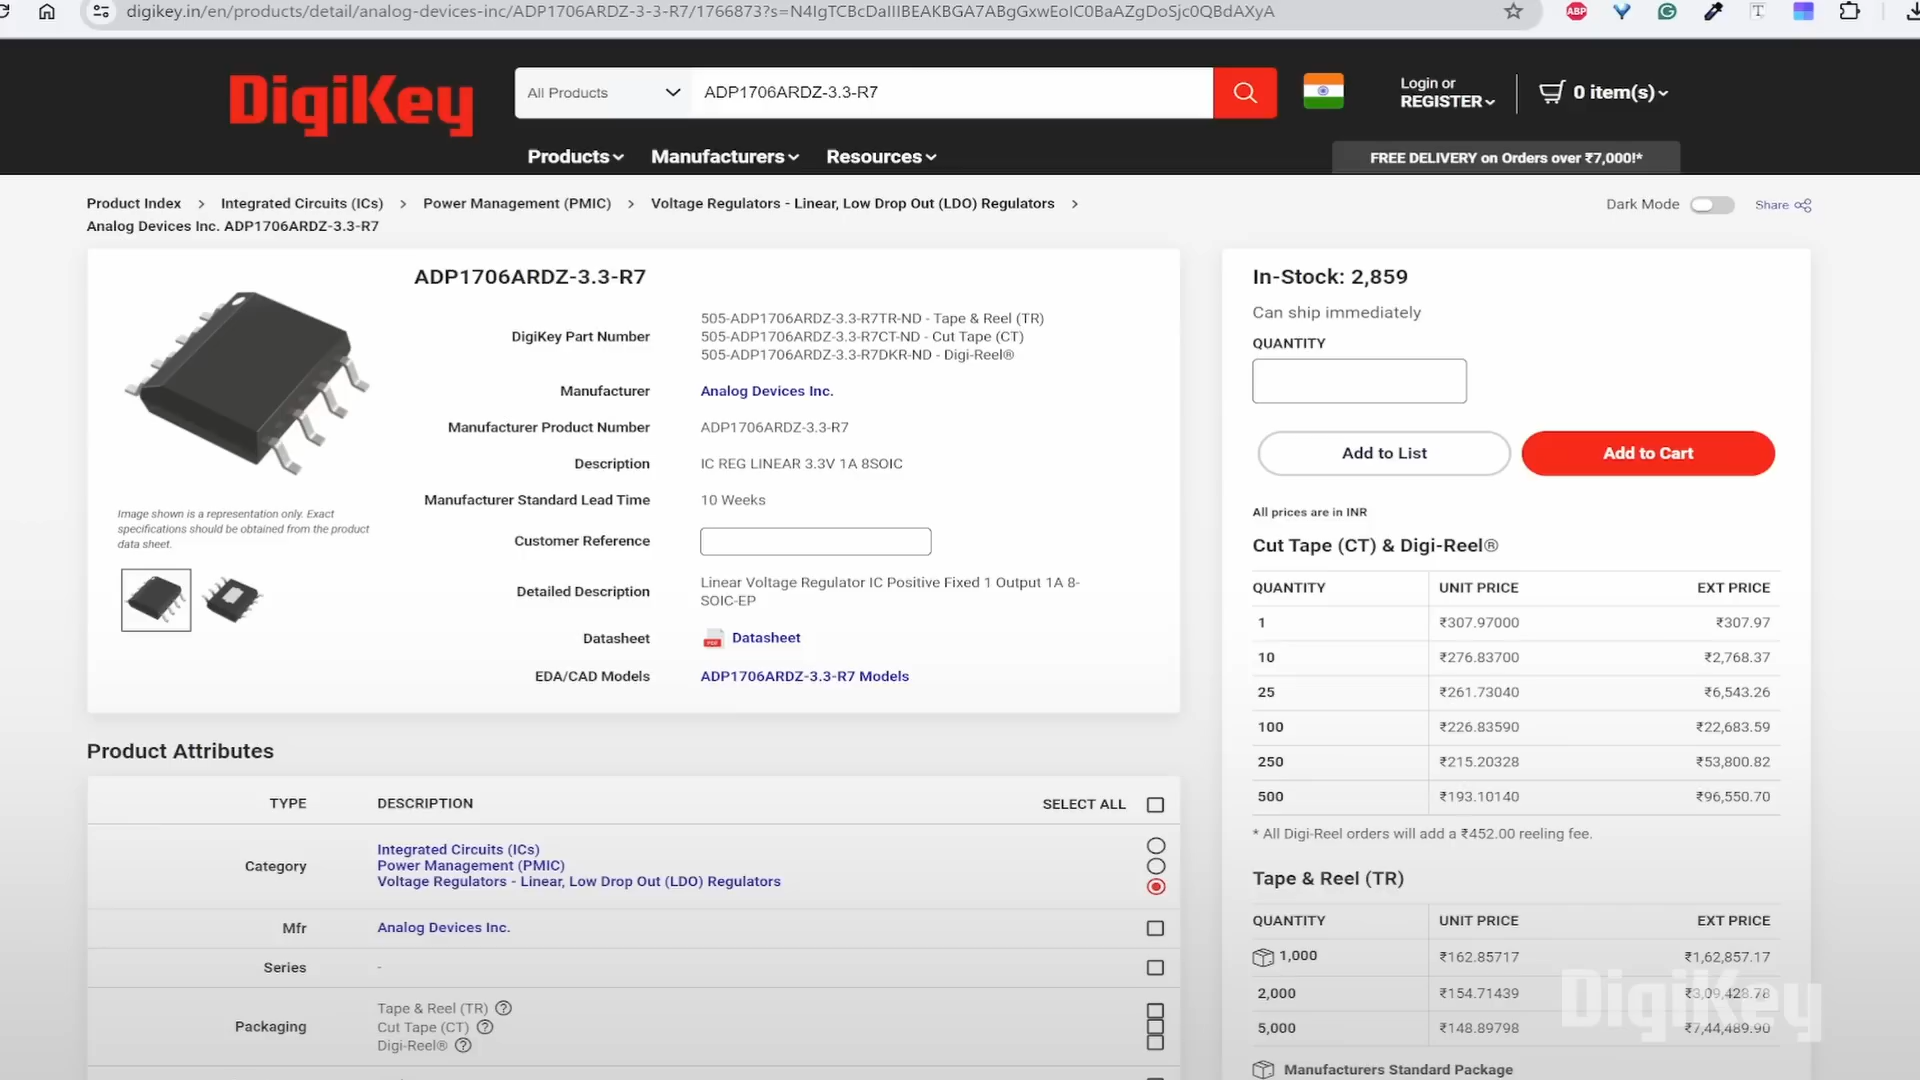 digikey.in/en/products/detail/analog-devices-inc/ADP1706ARDZ-3-3-R7/1766873?s=N4IgTCBcDaIIIBEAKBGA7ABgGxwEoIC0BaAZgDoSjc0QBdAXyA
ABP
T
DigiKey
All Products
ADP1706ARDZ-3.3-R7
Login or
REGISTER
0 item(s)
Products
Manufacturers
Resources
FREE DELIVERY on Orders over ₹7,000!*
Product Index > Integrated Circuits (ICs) > Power Management (PMIC) > Voltage Regulators - Linear, Low Drop Out (LDO) Regulators >
Analog Devices Inc. ADP1706ARDZ-3.3-R7
Dark Mode
Share
ADP1706ARDZ-3.3-R7
DigiKey Part Number
505-ADP1706ARDZ-3.3-R7TR-ND - Tape & Reel (TR)
505-ADP1706ARDZ-3.3-R7CT-ND - Cut Tape (CT)
505-ADP1706ARDZ-3.3-R7DKR-ND - Digi-Reel®
Manufacturer
Analog Devices Inc.
Manufacturer Product Number
ADP1706ARDZ-3.3-R7
Description
IC REG LINEAR 3.3V 1A 8SOIC
Manufacturer Standard Lead Time
10 Weeks
Customer Reference
Detailed Description
Linear Voltage Regulator IC Positive Fixed 1 Output 1A 8-
SOIC-EP
Datasheet
PDF
Datasheet
EDA/CAD Models
ADP1706ARDZ-3.3-R7 Models
Image shown is a representation only. Exact
specifications should be obtained from the product
data sheet.
In-Stock: 2,859
Can ship immediately
QUANTITY
Add to List
Add to Cart
All prices are in INR
Cut Tape (CT) & Digi-Reel®
QUANTITY UNIT PRICE EXT PRICE
1 ₹307.97000 ₹307.97
10 ₹276.83700 ₹2,768.37
25 ₹261.73040 ₹6,543.26
100 ₹226.83590 ₹22,683.59
250 ₹215.20328 ₹53,800.82
500 ₹193.10140 ₹96,550.70
* All Digi-Reel orders will add a ₹452.00 reeling fee.
Tape & Reel (TR)
QUANTITY UNIT PRICE EXT PRICE
1,000 ₹162.85717 ₹1,62,857.17
2,000 ₹154.71439 ₹3,09,428.78
5,000 ₹148.89798 ₹7,44,489.90
Manufacturers Standard Package
DigiKey
Product Attributes
TYPE DESCRIPTION SELECT ALL
Category
Integrated Circuits (ICs)
Power Management (PMIC)
Voltage Regulators - Linear, Low Drop Out (LDO) Regulators
Mfr Analog Devices Inc.
Series -
Packaging
Tape & Reel (TR) ?
Cut Tape (CT) ?
Digi-Reel® ?